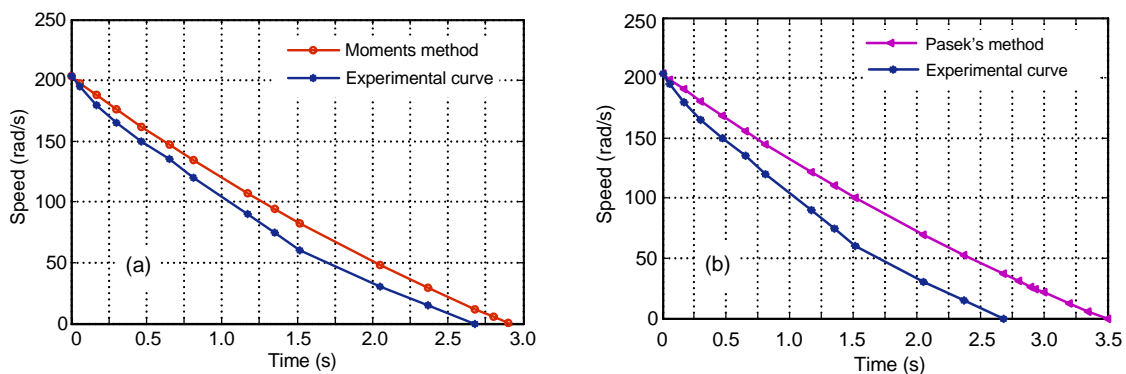 250
200
150
100
50
0
Speed (rad/s)
Moments method
Experimental curve
(a)
0 0.5 1.0 1.5 2.0 2.5 3.0
Time (s)
250
200
150
100
50
0
Speed (rad/s)
Pasek's method
Experimental curve
(b)
0 0.5 1.0 1.5 2.0 2.5 3.0 3.5
Time (s)